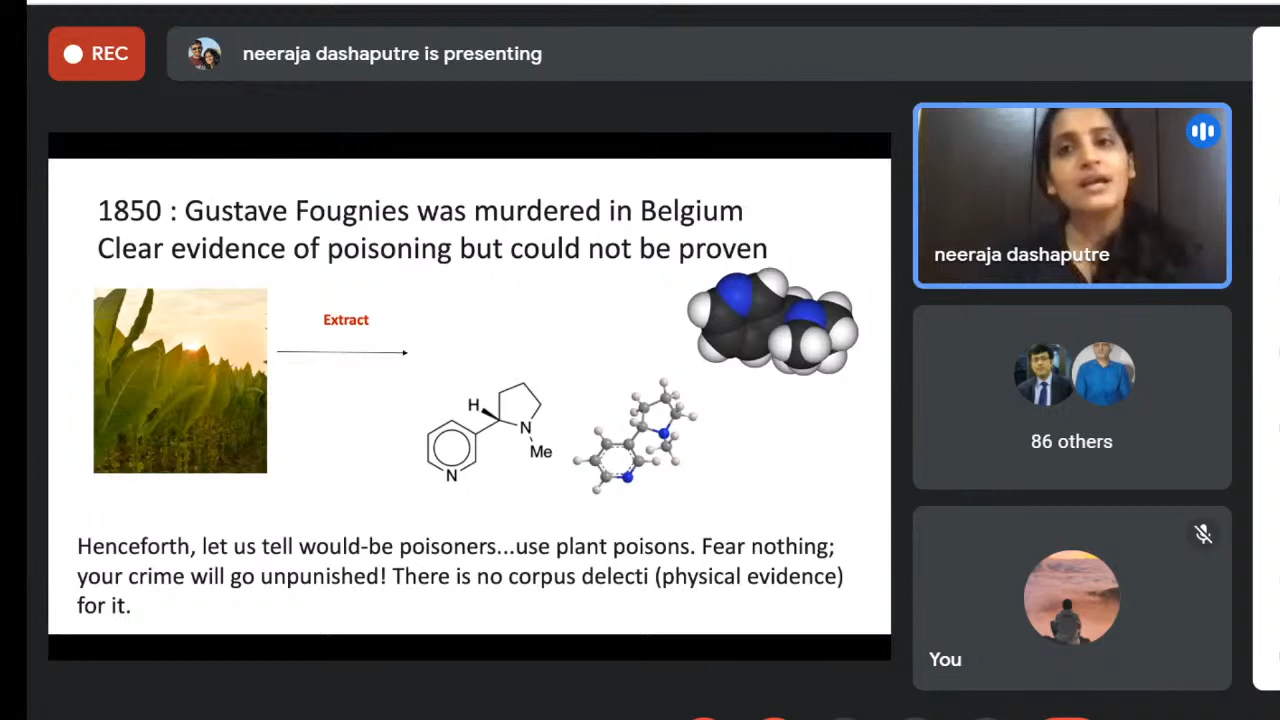 REC
neeraja dashaputre is presenting
1850 : Gustave Fougnies was murdered in Belgium
Clear evidence of poisoning but could not be proven
Extract
H
N
Me
N
Henceforth, let us tell would-be poisoners...use plant poisons. Fear nothing;
your crime will go unpunished! There is no corpus delecti (physical evidence)
for it.
neeraja dashaputre
86 others
You